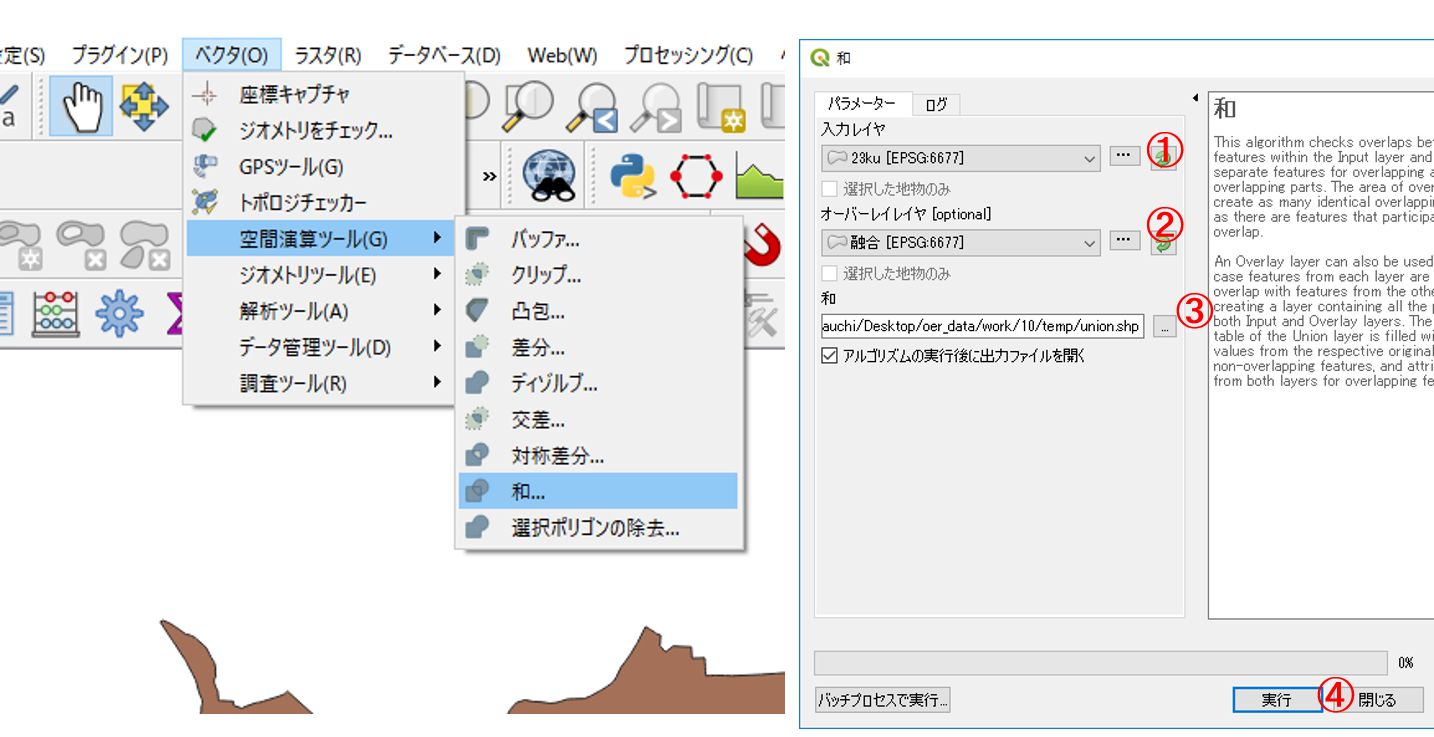 定(S) プラグイン(P) ベクタ(O) ラスタ(R) データベース(D) Web(W) プロセッシング(C)
a
座標キャプチャ
ジオメトリをチェック...
GPSツール(G)
トポロジチェッカー
空間演算ツール(G)
ジオメトリツール(E)
解析ツール(A)
データ管理ツール(D)
調査ツール(R)
»
バッファ...
クリップ...
凸包...
差分...
ディゾルブ...
交差...
対称差分...
和...
選択ポリゴンの除去...
和
パラメーター ログ
入力レイヤ
23ku [EPSG:6677] ... ①
選択した地物のみ
オーバーレイレイヤ [optional]
融合 [EPSG:6677] ... ②
選択した地物のみ
和
auchi/Desktop/oer_data/work/10/temp/union.shp ... ③
アルゴリズムの実行後に出力ファイルを開く
和
This algorithm checks overlaps be
features within the Input layer and
separate features for overlapping a
overlapping parts. The area of over
create as many identical overlappi
as there are features that participa
overlap.
An Overlay layer can also be used
case features from each layer are
overlap with features from the othe
creating a layer containing all the
both Input and Overlay layers. The
table of the Union layer is filled wi
values from the respective original
non-overlapping features, and attri
from both layers for overlapping fe
0%
バッチプロセスで実行... 実行 ④ 閉じる